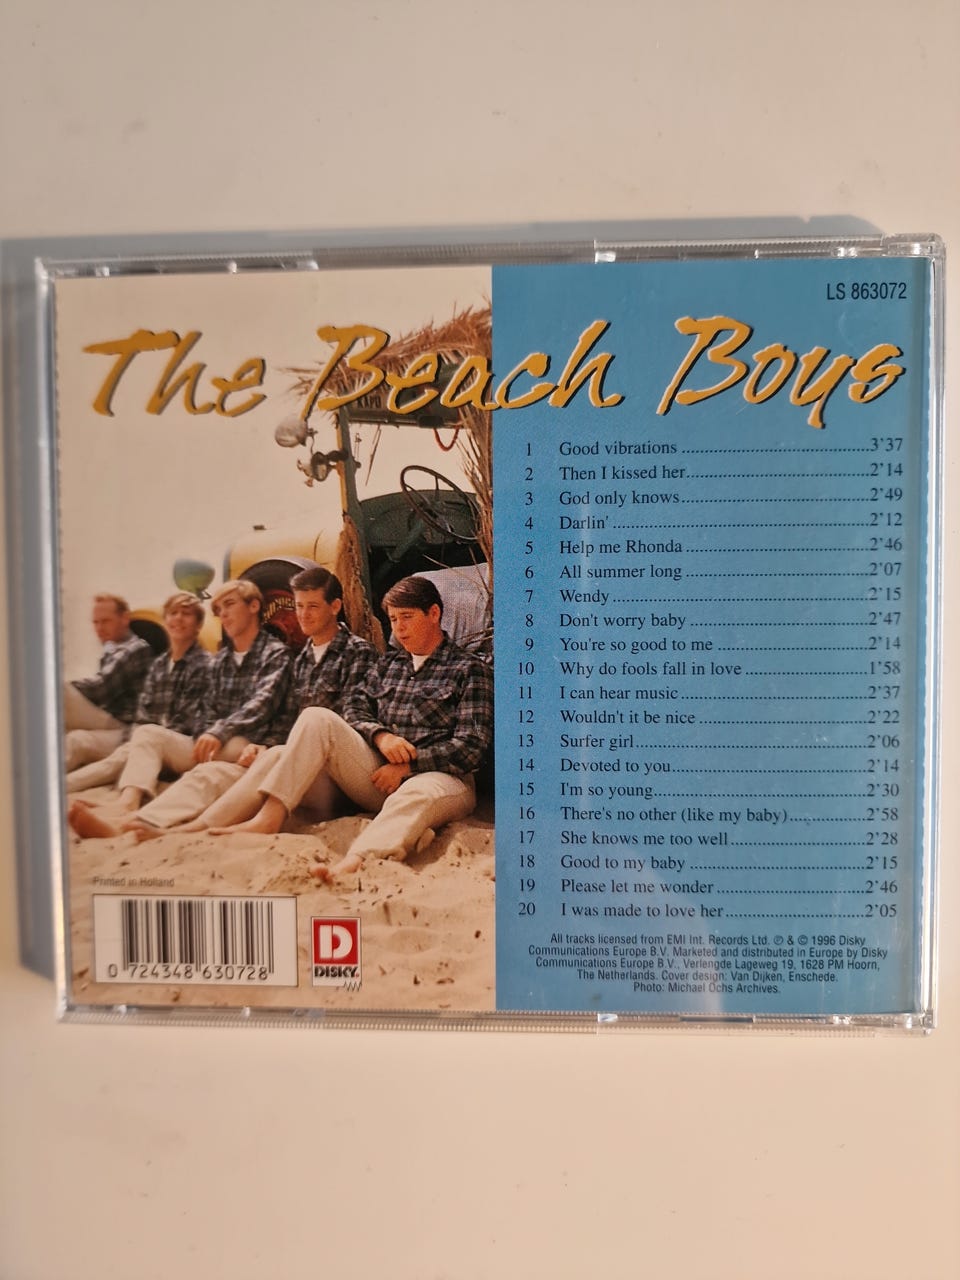 LS 863072
The Beach Boys
1 Good vibrations 3'37
2 Then I kissed her 2'14
3 God only knows 2'49
4 Darlin' 2'12
5 Help me Rhonda 2'46
6 All summer long 2'07
7 Wendy 2'15
8 Don't worry baby 2'47
9 You're so good to me 2'14
10 Why do fools fall in love 1'58
11 I can hear music 2'37
12 Wouldn't it be nice 2'22
13 Surfer girl 2'06
14 Devoted to you 2'14
15 I'm so young 2'30
16 There's no other (like my baby) 2'58
17 She knows me too well 2'28
18 Good to my baby 2'15
19 Please let me wonder 2'46
20 I was made to love her 2'05
All tracks licensed from EMI Int. Records Ltd. ℗ & © 1996 Disky
Communications Europe B.V. Marketed and distributed in Europe by Disky
Communications Europe B.V., Verlengde Lageweg 19, 1628 PM Hoorn,
The Netherlands. Cover design: Van Dijken, Enschede.
Photo: Michael Ochs Archives.
Printed in Holland
0 724348 630728
D
DISKY